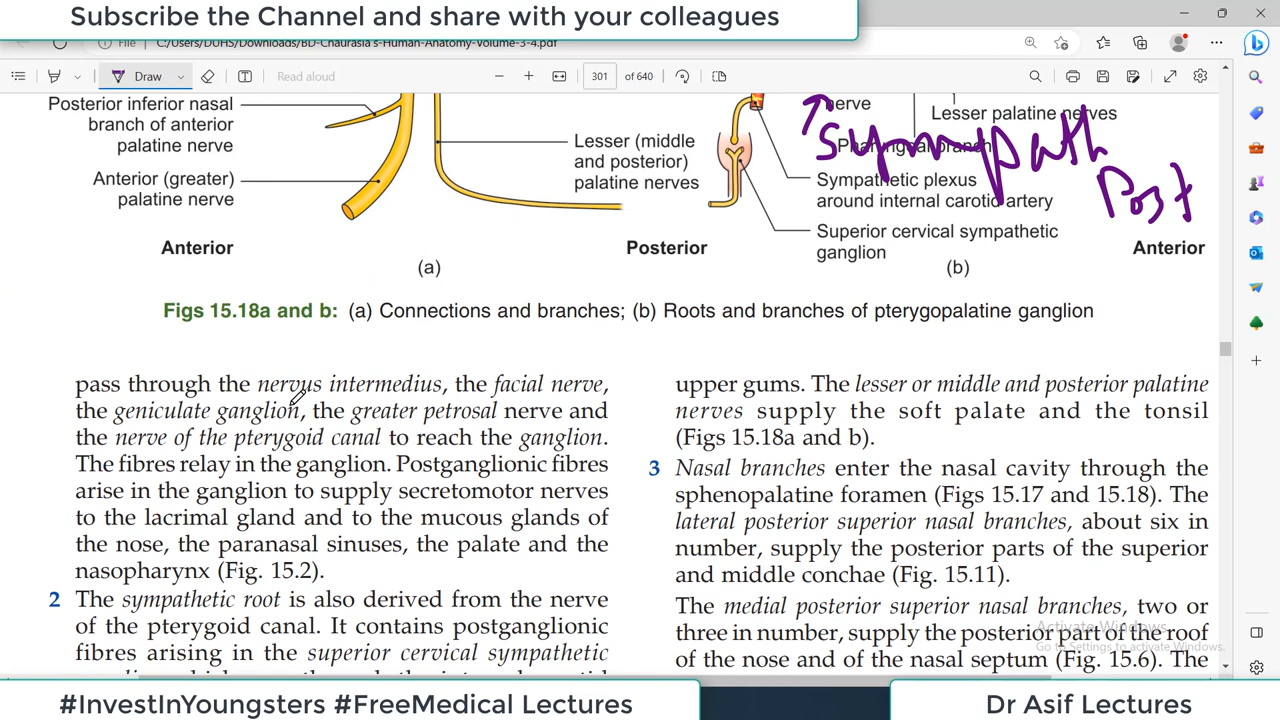 Subscribe the Channel and share with your colleagues
File
C:/Users/DUHS/Downloads/BD-Chaurasia's-Human-Anatomy-Volume-3-4.pdf
Draw
Read aloud
301
of 640
Posterior inferior nasal
branch of anterior
palatine nerve
Anterior (greater)
palatine nerve
Lesser (middle
and posterior)
palatine nerves
nerve
Lesser palatine nerves
Pharyngeal branch
Sympath
Post
Sympathetic plexus
around internal carotid artery
Superior cervical sympathetic
ganglion
Anterior
(a)
Posterior
(b)
Anterior
Figs 15.18a and b: (a) Connections and branches; (b) Roots and branches of pterygopalatine ganglion
pass through the nervus intermedius, the facial nerve,
the geniculate ganglion, the greater petrosal nerve and
the nerve of the pterygoid canal to reach the ganglion.
The fibres relay in the ganglion. Postganglionic fibres
arise in the ganglion to supply secretomotor nerves
to the lacrimal gland and to the mucous glands of
the nose, the paranasal sinuses, the palate and the
nasopharynx (Fig. 15.2).
2 The sympathetic root is also derived from the nerve
of the pterygoid canal. It contains postganglionic
fibres arising in the superior cervical sympathetic
upper gums. The lesser or middle and posterior palatine
nerves supply the soft palate and the tonsil
(Figs 15.18a and b).
3 Nasal branches enter the nasal cavity through the
sphenopalatine foramen (Figs 15.17 and 15.18). The
lateral posterior superior nasal branches, about six in
number, supply the posterior parts of the superior
and middle conchae (Fig. 15.11).
The medial posterior superior nasal branches, two or
three in number, supply the posterior part of the roof
of the nose and of the nasal septum (Fig. 15.6). The
Activate Windows
Go to Settings to activate Windows.
#InvestInYoungsters #FreeMedical Lectures
Dr Asif Lectures